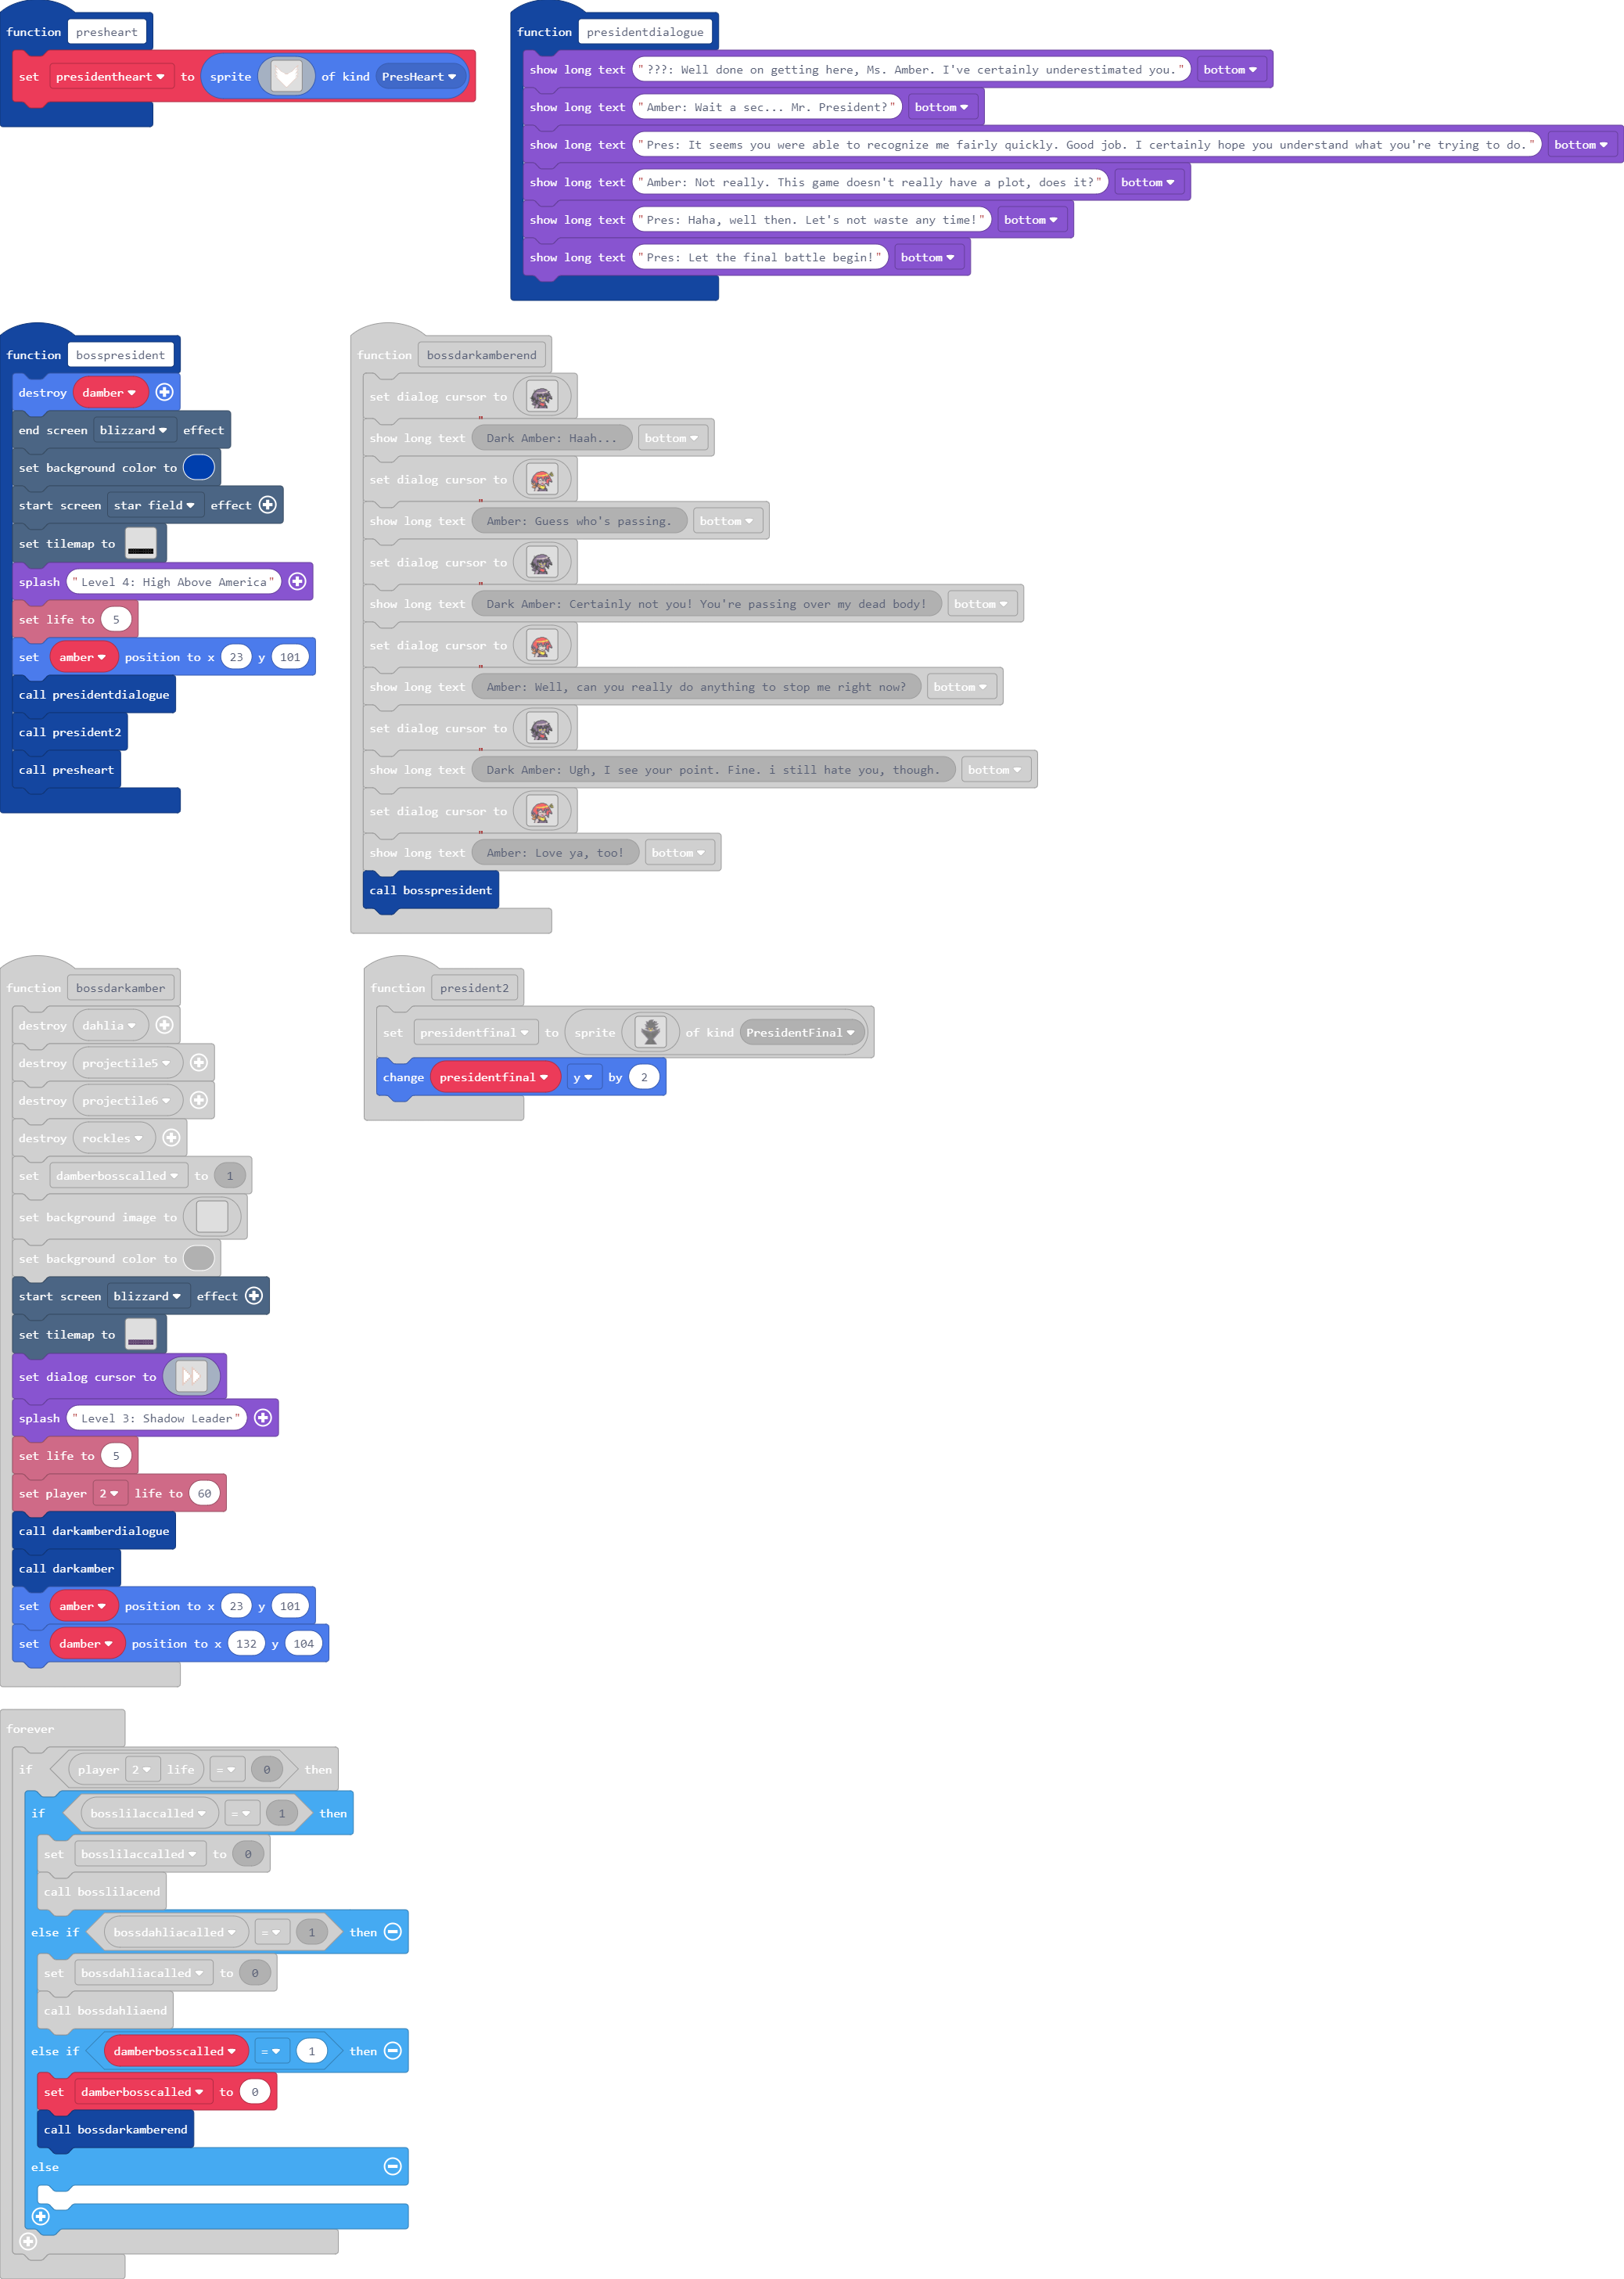 function presheart
set presidentheart to sprite of kind PresHeart
function presidentdialogue
show long text "???: Well done on getting here, Ms. Amber. I've certainly underestimated you." bottom
show long text "Amber: Wait a sec... Mr. President?" bottom
show long text "Pres: It seems you were able to recognize me fairly quickly. Good job. I certainly hope you understand what you're trying to do." bottom
show long text "Amber: Not really. This game doesn't really have a plot, does it?" bottom
show long text "Pres: Haha, well then. Let's not waste any time!" bottom
show long text "Pres: Let the final battle begin!" bottom
function bosspresident
destroy damber
end screen blizzard effect
set background color to
start screen star field effect
set tilemap to
splash "Level 4: High Above America"
set life to 5
set amber position to x 23 y 101
call presidentdialogue
call president2
call presheart
function bossdarkamberend
set dialog cursor to
show long text "Dark Amber: Haah... bottom
set dialog cursor to
show long text "Amber: Guess who's passing. bottom
set dialog cursor to
show long text "Dark Amber: Certainly not you! You're passing over my dead body! bottom
set dialog cursor to
show long text "Amber: Well, can you really do anything to stop me right now? bottom
set dialog cursor to
show long text "Dark Amber: Ugh, I see your point. Fine. i still hate you, though. bottom
set dialog cursor to
show long text "Amber: Love ya, too! bottom
call bosspresident
function bossdarkamber
destroy dahlia
destroy projectile5
destroy projectile6
destroy rockles
set damberbosscalled to 1
set background image to
set background color to
start screen blizzard effect
set tilemap to
set dialog cursor to
splash "Level 3: Shadow Leader"
set life to 5
set player 2 life to 60
call darkamberdialogue
call darkamber
set amber position to x 23 y 101
set damber position to x 132 y 104
function president2
set presidentfinal to sprite of kind PresidentFinal
change presidentfinal y by 2
forever
if player 2 life = 0 then
if bosslilaccalled = 1 then
set bosslilaccalled to 0
call bosslilacend
else if bossdahliacalled = 1 then
set bossdahliacalled to 0
call bossdahliaend
else if damberbosscalled = 1 then
set damberbosscalled to 0
call bossdarkamberend
else